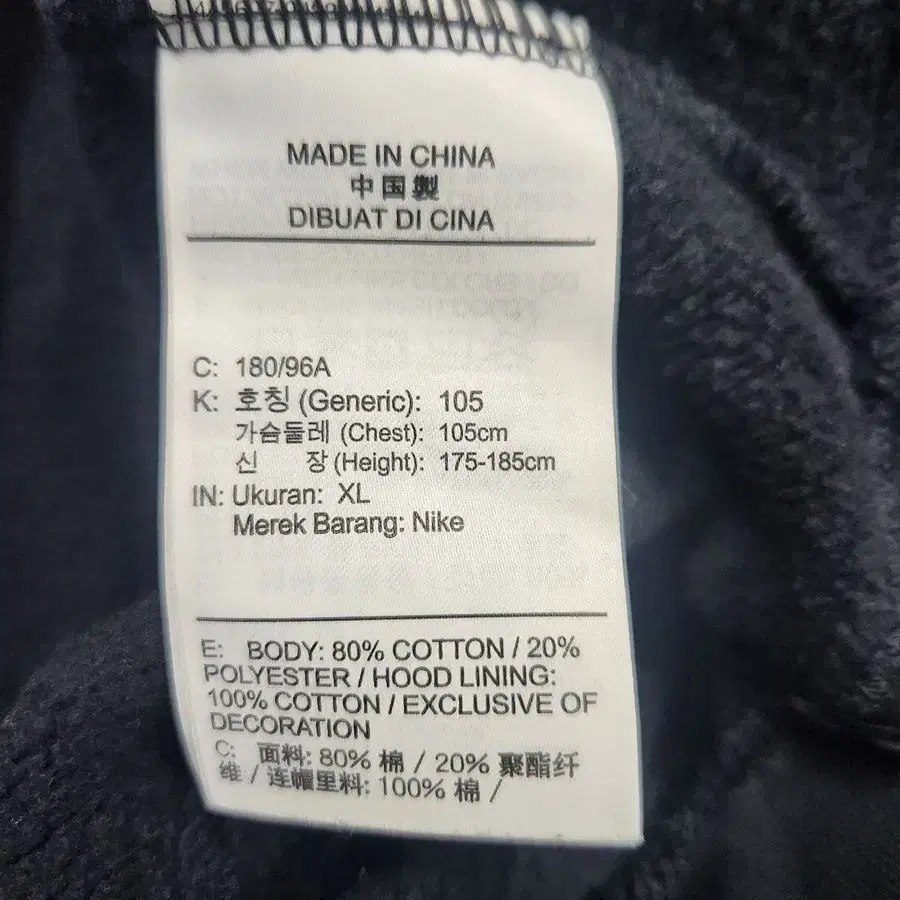 MADE IN CHINA
中国製
DIBUAT DI CINA
C: 180/96A
K: 호칭 (Generic): 105
가슴둘레 (Chest): 105cm
신 장 (Height): 175-185cm
IN: Ukuran: XL
Merek Barang: Nike
E: BODY: 80% COTTON / 20%
POLYESTER / HOOD LINING:
100% COTTON / EXCLUSIVE OF
DECORATION
C: 面料: 80% 棉 / 20% 聚酯纤
维 / 连帽里料: 100% 棉 /